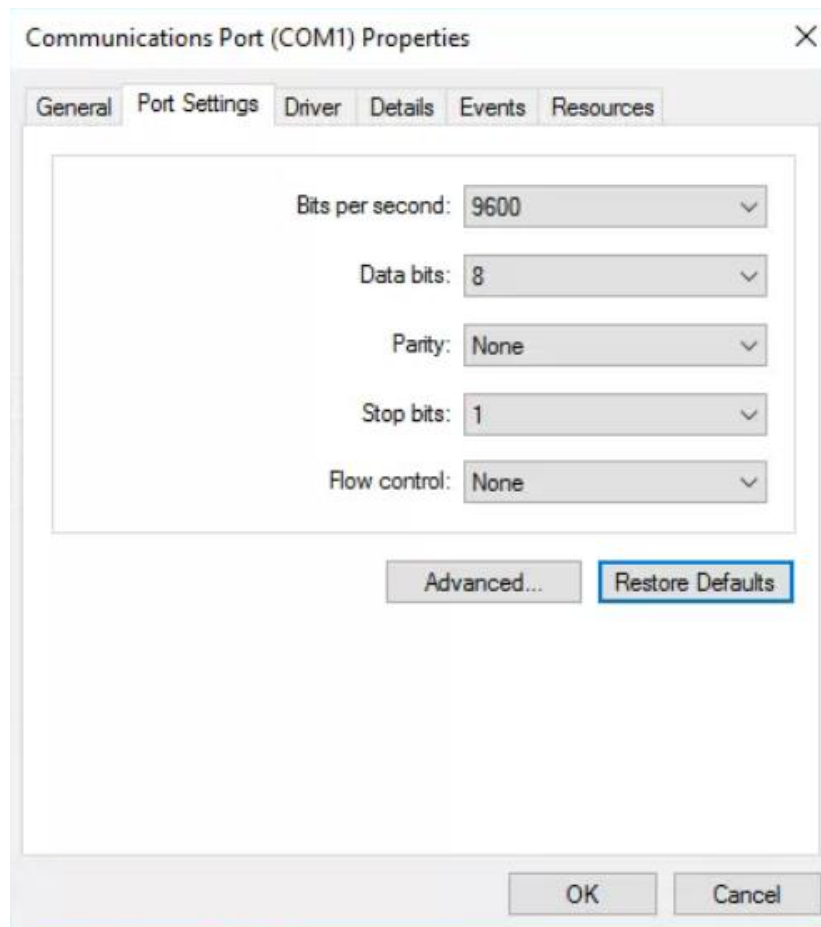 Communications Port (COM1) Properties
General Port Settings Driver Details Events Resources
Bits per second: 9600
Data bits: 8
Parity: None
Stop bits: 1
Flow control: None
Advanced... Restore Defaults
OK Cancel